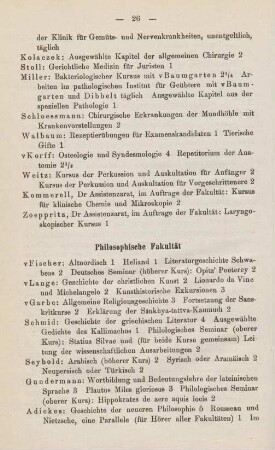 — 26 —
der Klinik für Gemüts- und Nervenkrankheiten, unentgeltlich,
täglich
Kolaczek: Ausgewählte Kapitel der allgemeinen Chirurgie 2
Stoll: Gerichtliche Medizin für Juristen 1
Miller: Bakteriologischer Kursus mit vBaumgarten 2¹/₂ Ar-
beiten im pathologischen Institut für Geübtere mit vBaum-
garten und Dibbelt täglich Ausgewählte Kapitel aus der
speziellen Pathologie 1
Schloessmann: Chirurgische Erkrankungen der Mundhöhle mit
Krankenvorstellungen 2
Walbaum: Rezeptierübungen für Examenskandidaten 1 Tierische
Gifte 1
vKorff: Osteologie und Syndesmologie 4 Repetitorium der Ana-
tomie 2¹/₂
Weitz: Kursus der Perkussion und Auskultation für Anfänger 2
Kursus der Perkussion und Auskultation für Vorgeschrittenere 2
Kommerell, Dr Assistenzarat, im Auftrage der Fakultät: Kursus
für klinische Chemie und Mikroskopie 2
Zoeppritz, Dr Assistenzarat, im Auftrage der Fakultät: Laryngo-
skopischer Kursus 1
Philosophische Fakultät
vFischer: Altnordisch 1 Heliand 1 Literaturgeschichte Schwa-
bens 2 Deutsches Seminar (höherer Kurs): Opitz' Poeterey 2
vLange: Geschichte der christlichen Kunst 2 Lionardo da Vinc
und Michelangelo 2 Kunsthistorische Exkursionen 3
vGarbe: Allgemeine Religionsgeschichte 3 Fortsetzung der Sans-
kritkurse 2 Erklärung der Sânkhya-tattva-Kaumudî 2
Schmid: Geschichte der griechischen Literatur 4 Ausgewählte
Gedichte des Kallimachos 1 Philologisches Seminar (oberer
Kurs): Statius Silvae und (für beide Kurse gemeinsam) Lei-
tung der wissenschaftlichen Ausarbeitungen 2
Seybold: Arabisch (höherer Kurs) 2 Syrisch oder Aramäisch 2
Neupersisch oder Türkisch 2
Gundermann: Wortbildung und Bedeutungslehre der lateinischen
Sprache 3 Plautus Miles gloriosus 3 Philologisches Seminar
(oberer Kurs): Hippokrates de aere aquis locis 2
Adickes: Geschichte der neueren Philosophie 5 Rousseau und
Nietzsche, eine Parallele (für Hörer aller Fakultäten) 1 Im